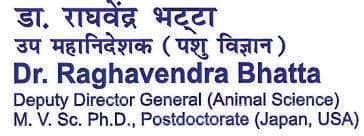 डा. राघवेंद्र भट्टा
उप महानिदेशक ( पशु विज्ञान )
Dr. Raghavendra Bhatta
Deputy Director General (Animal Science)
M. V. Sc. Ph.D., Postdoctorate (Japan, USA)